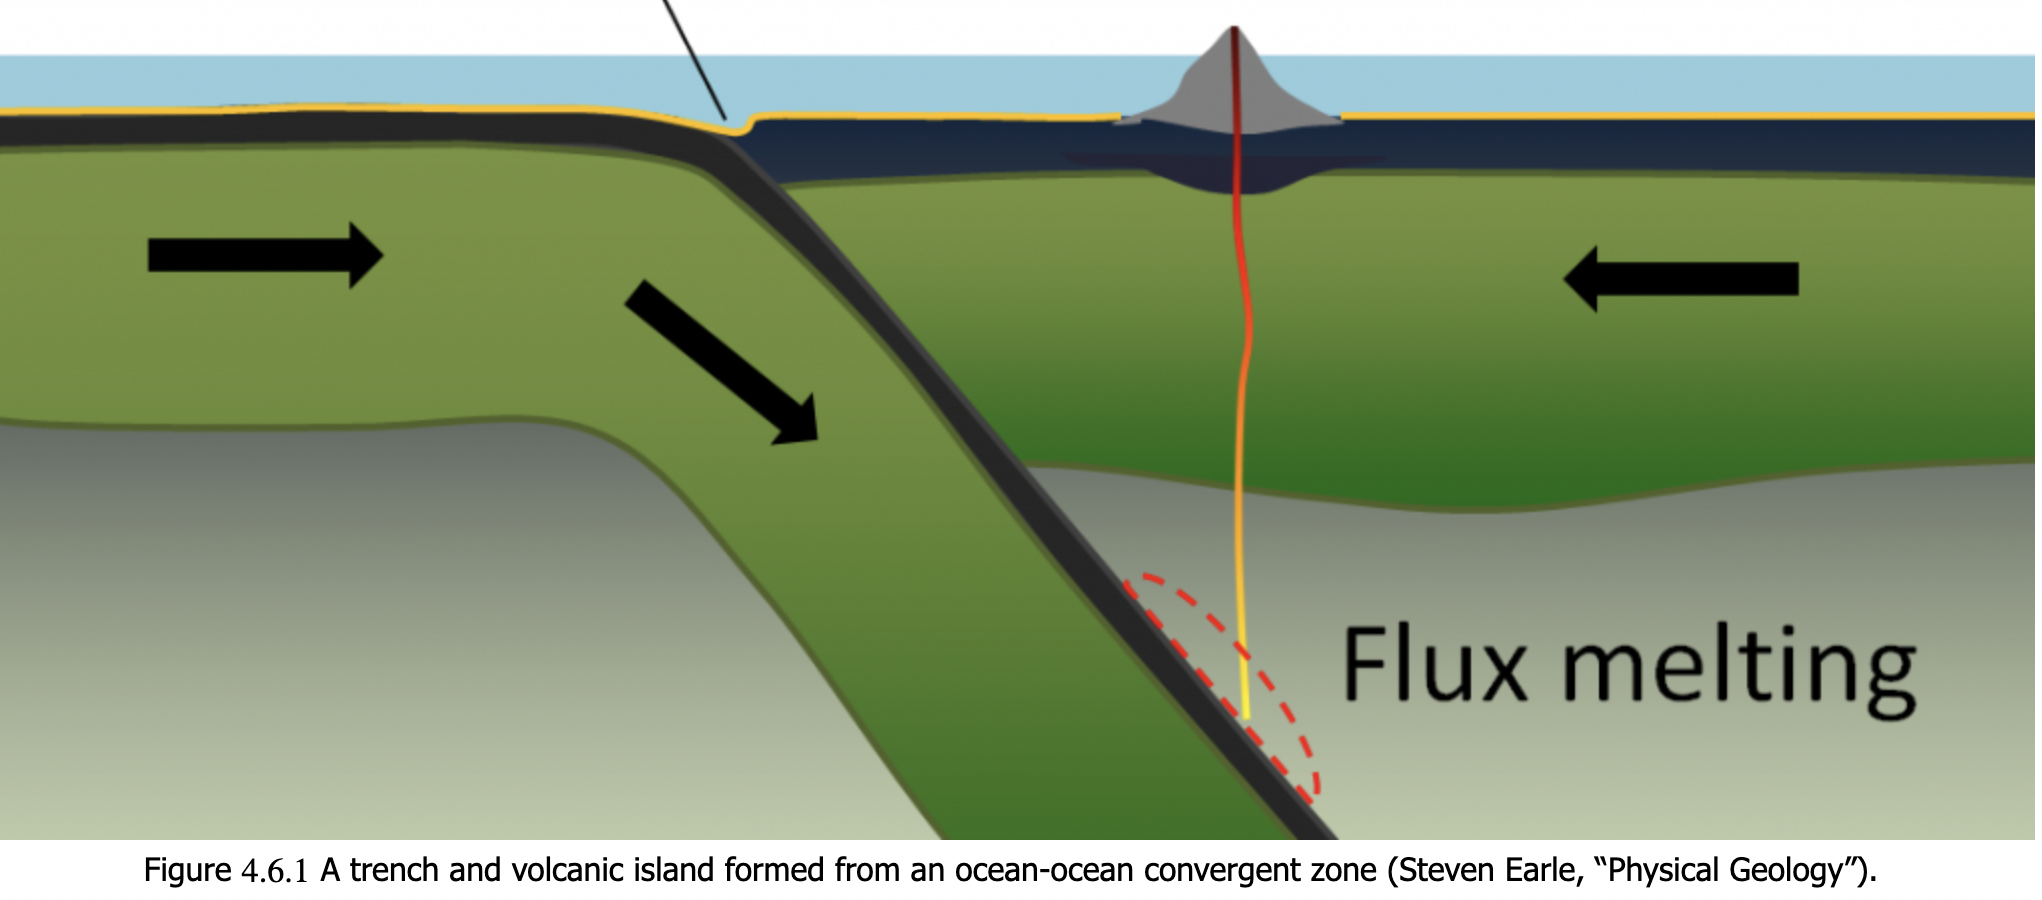 Flux melting
Figure 4.6.1 A trench and volcanic island formed from an ocean-ocean convergent zone (Steven Earle, “Physical Geology”).